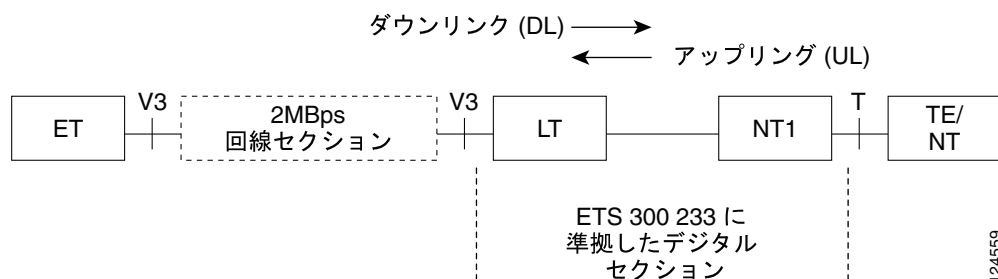 ダウンリンク (DL)
アップリング (UL)
ET
V3
2MBps
回線セクション
V3
LT
NT1
T
TE/
NT
ETS 300 233 に
準拠したデジタル
セクション
124559